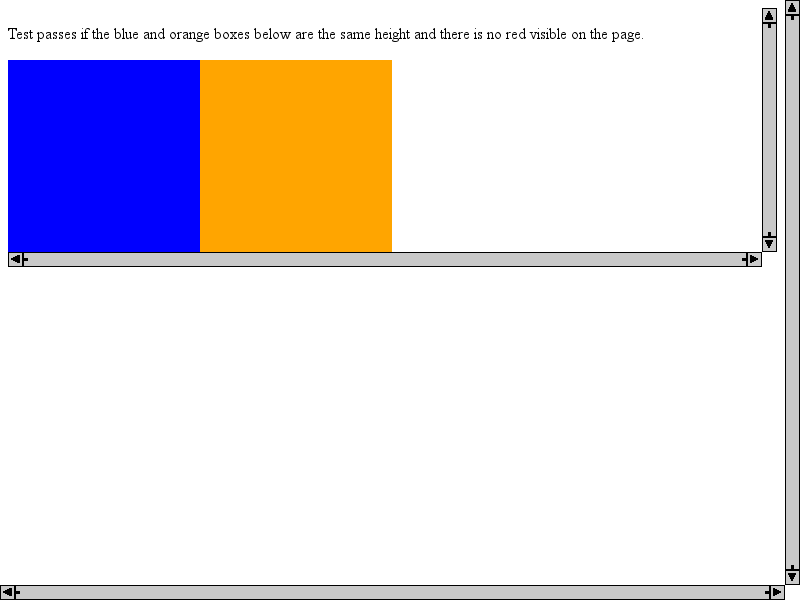 Test passes if the blue and orange boxes below are the same height and there is no red visible on the page.